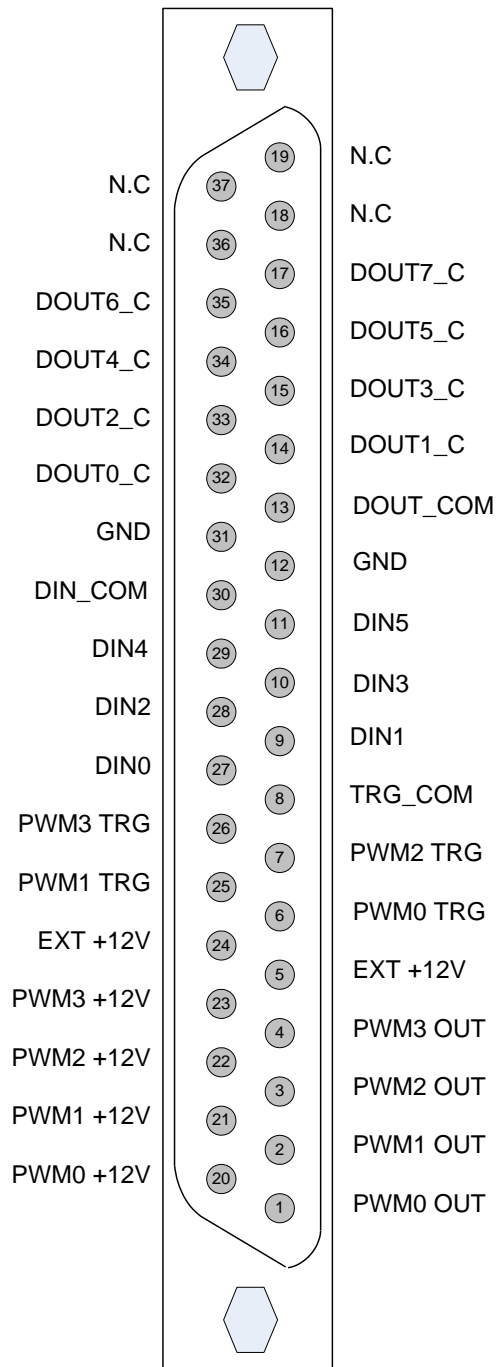 19 N.C
N.C 37
18 N.C
N.C 36
17 DOUT7_C
DOUT6_C 35
16 DOUT5_C
DOUT4_C 34
15 DOUT3_C
DOUT2_C 33
14 DOUT1_C
DOUT0_C 32
13 DOUT_COM
GND 31
12 GND
DIN_COM 30
11 DIN5
DIN4 29
10 DIN3
DIN2 28
9 DIN1
DIN0 27
8 TRG_COM
PWM3 TRG 26
7 PWM2 TRG
PWM1 TRG 25
6 PWM0 TRG
EXT +12V 24
5 EXT +12V
PWM3 +12V 23
4 PWM3 OUT
PWM2 +12V 22
3 PWM2 OUT
PWM1 +12V 21
2 PWM1 OUT
PWM0 +12V 20
1 PWM0 OUT